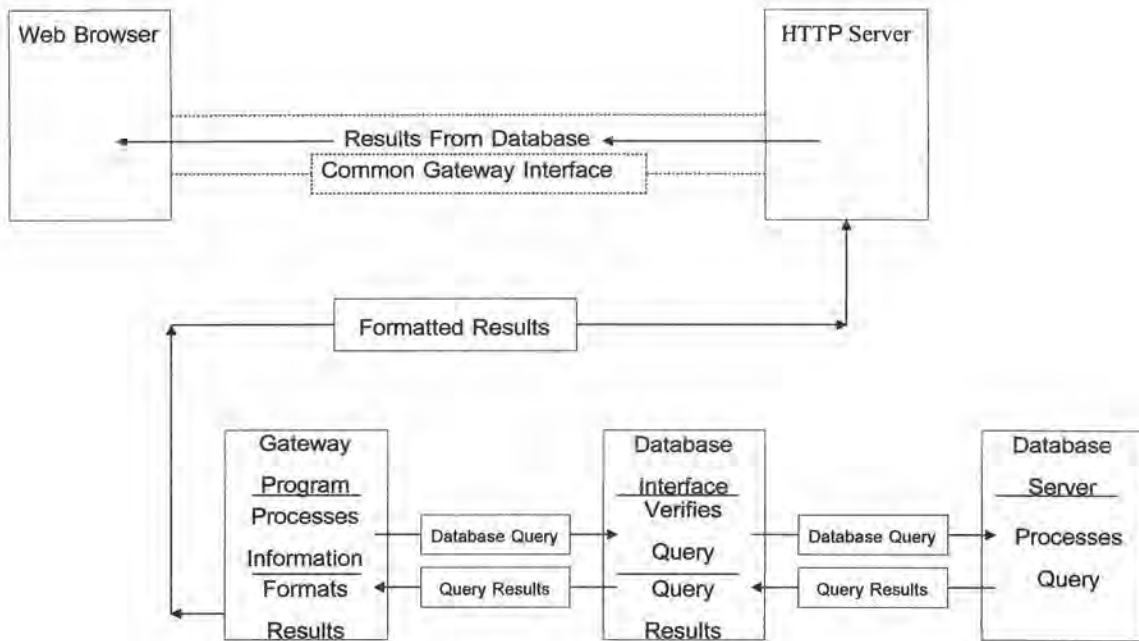 Web Browser
HTTP Server
Results From Database
Common Gateway Interface
Formatted Results
Gateway
Program
Processes
Information
Formats
Results
Database Query
Query Results
Database
Interface
Verifies
Query
Query
Results
Database Query
Query Results
Database
Server
Processes
Query